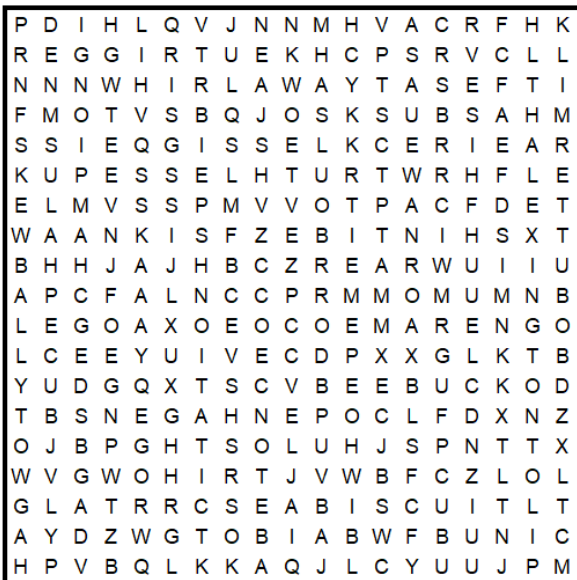 P D I H L Q V J N N M H V A C R F H K
R E G G I R T U E K H C P S R V C L L
N N N W H I R L A W A Y T A S E F T I
F M O T V S B Q J O S K S U B S A H M
S S I E Q G I S S E L K C E R I E A R
K U P E S S E L H T U R T W R H F L E
E L M V S S P M V V O T P A C F D E T
W A A N K I S F Z E B I T N I H S X T
B H H J A J H B C Z R E A R W U I I U
A P C F A L N C C P R M M O M U M N B
L E G O A X O E O C O E M A R E N G O
L C E E Y U I V E C D P X X G L K T B
Y U D G Q X T S C V B E E B U C K O D
T B S N E G A H N E P O C L F D X N Z
O J B P G H T S O L U H J S P N T T X
W V G W O H I R T J V W B F C Z L O L
G L A T R R C S E A B I S C U I T L T
A Y D Z W G T O B I A B W F B U N I C
H P V B Q L K K A Q J L C Y U U J P M